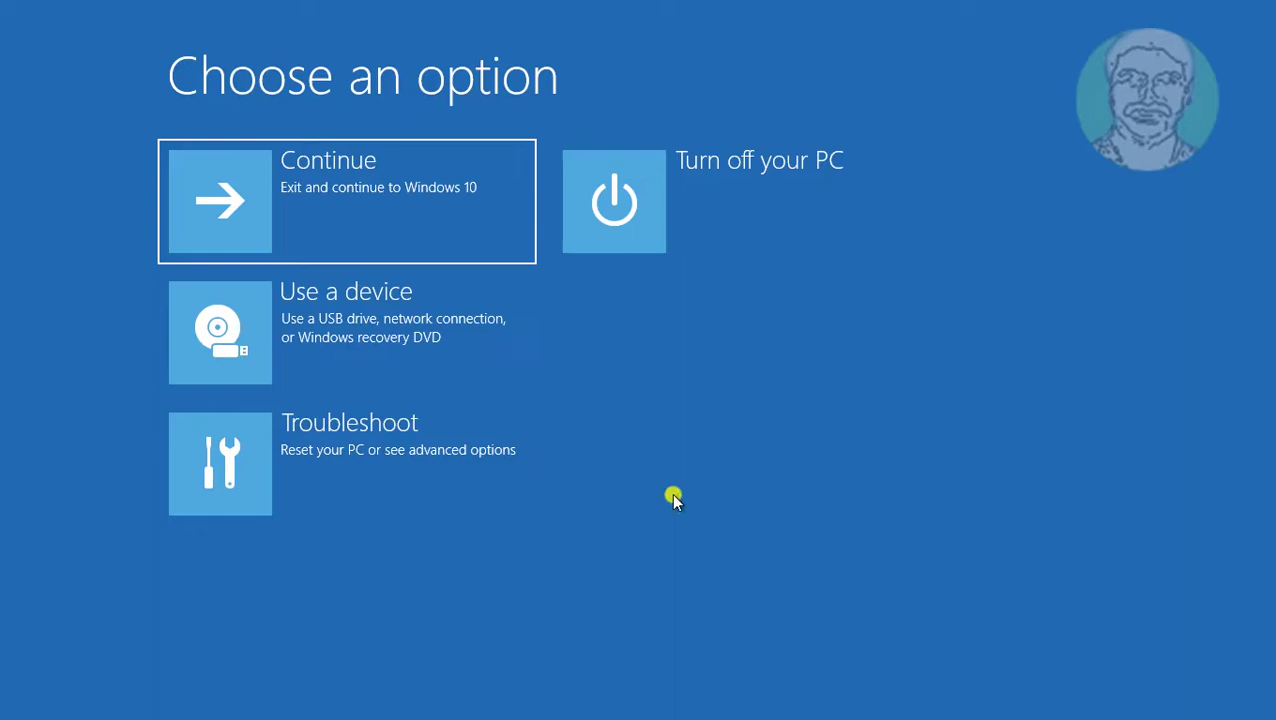 Choose an option
Continue
Exit and continue to Windows 10
Turn off your PC
Use a device
Use a USB drive, network connection,
or Windows recovery DVD
Troubleshoot
Reset your PC or see advanced options